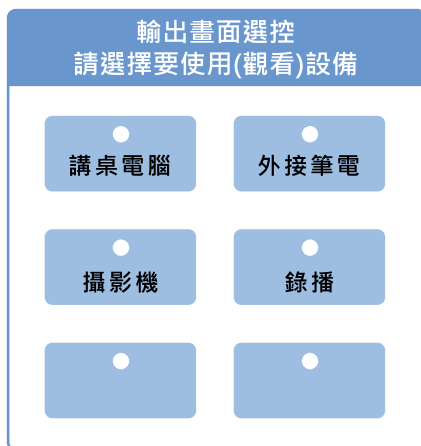 輸出畫面選控
請選擇要使用(觀看)設備
講桌電腦
外接筆電
攝影機
錄播